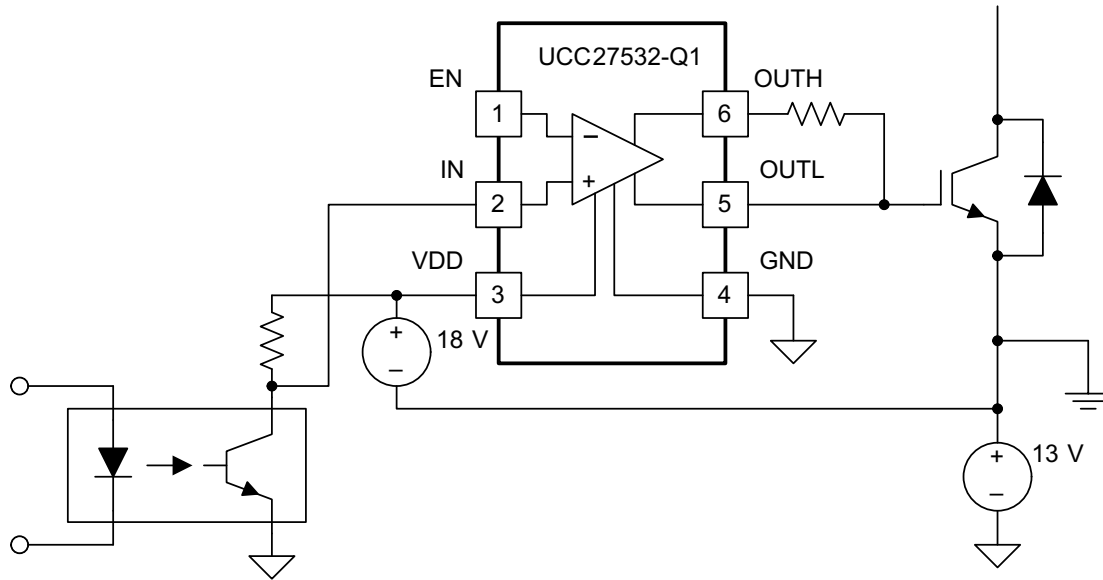 UCC27532-Q1
EN
OUTH
1
6
IN
OUTL
2
5
VDD
GND
3
4
+
18 V
−
+
13 V
−
−
+